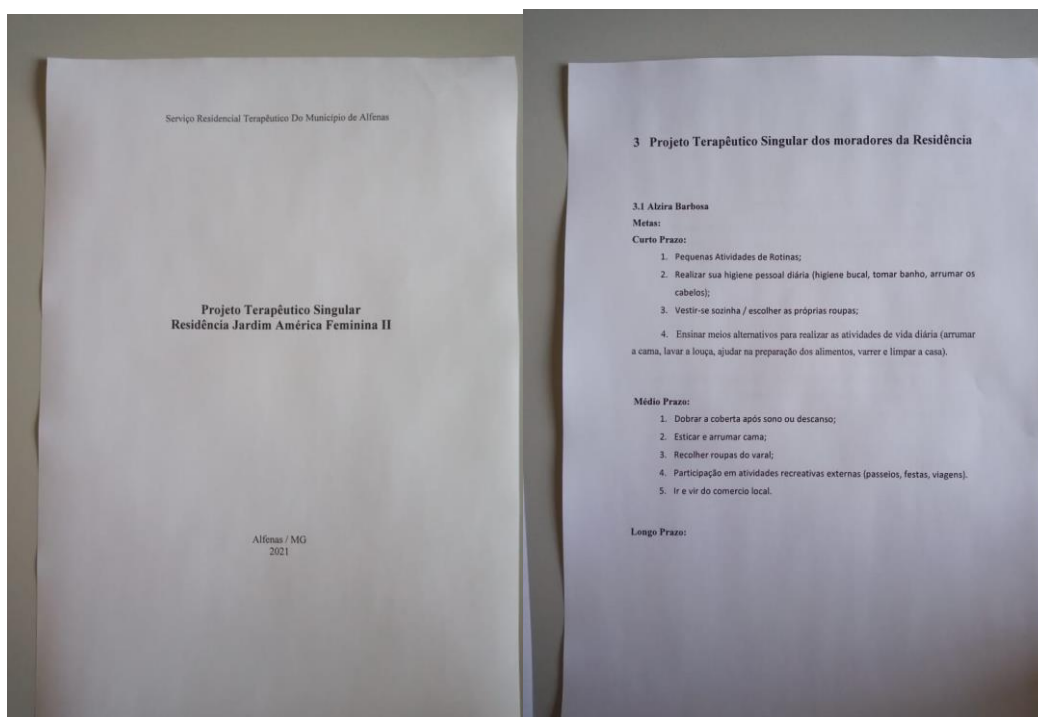 Serviço Residencial Terapêutico Do Município de Alfenas
Projeto Terapêutico Singular
Residência Jardim América Feminina II
Alfenas / MG
2021
3 Projeto Terapêutico Singular dos moradores da Residência
3.1 Alzira Barbosa
Metas:
Curto Prazo:
1. Pequenas Atividades de Rotinas;
2. Realizar sua higiene pessoal diária (higiene bucal, tomar banho, arrumar os
cabelos);
3. Vestir-se sozinha / escolher as próprias roupas;
4. Ensinar meios alternativos para realizar as atividades de vida diária (arrumar
a cama, lavar a louça, ajudar na preparação dos alimentos, varrer e limpar a casa).
Médio Prazo:
1. Dobrar a coberta após sono ou descanso;
2. Esticar e arrumar cama;
3. Recolher roupas do varal;
4. Participação em atividades recreativas externas (passeios, festas, viagens).
5. Ir e vir do comercio local.
Longo Prazo: